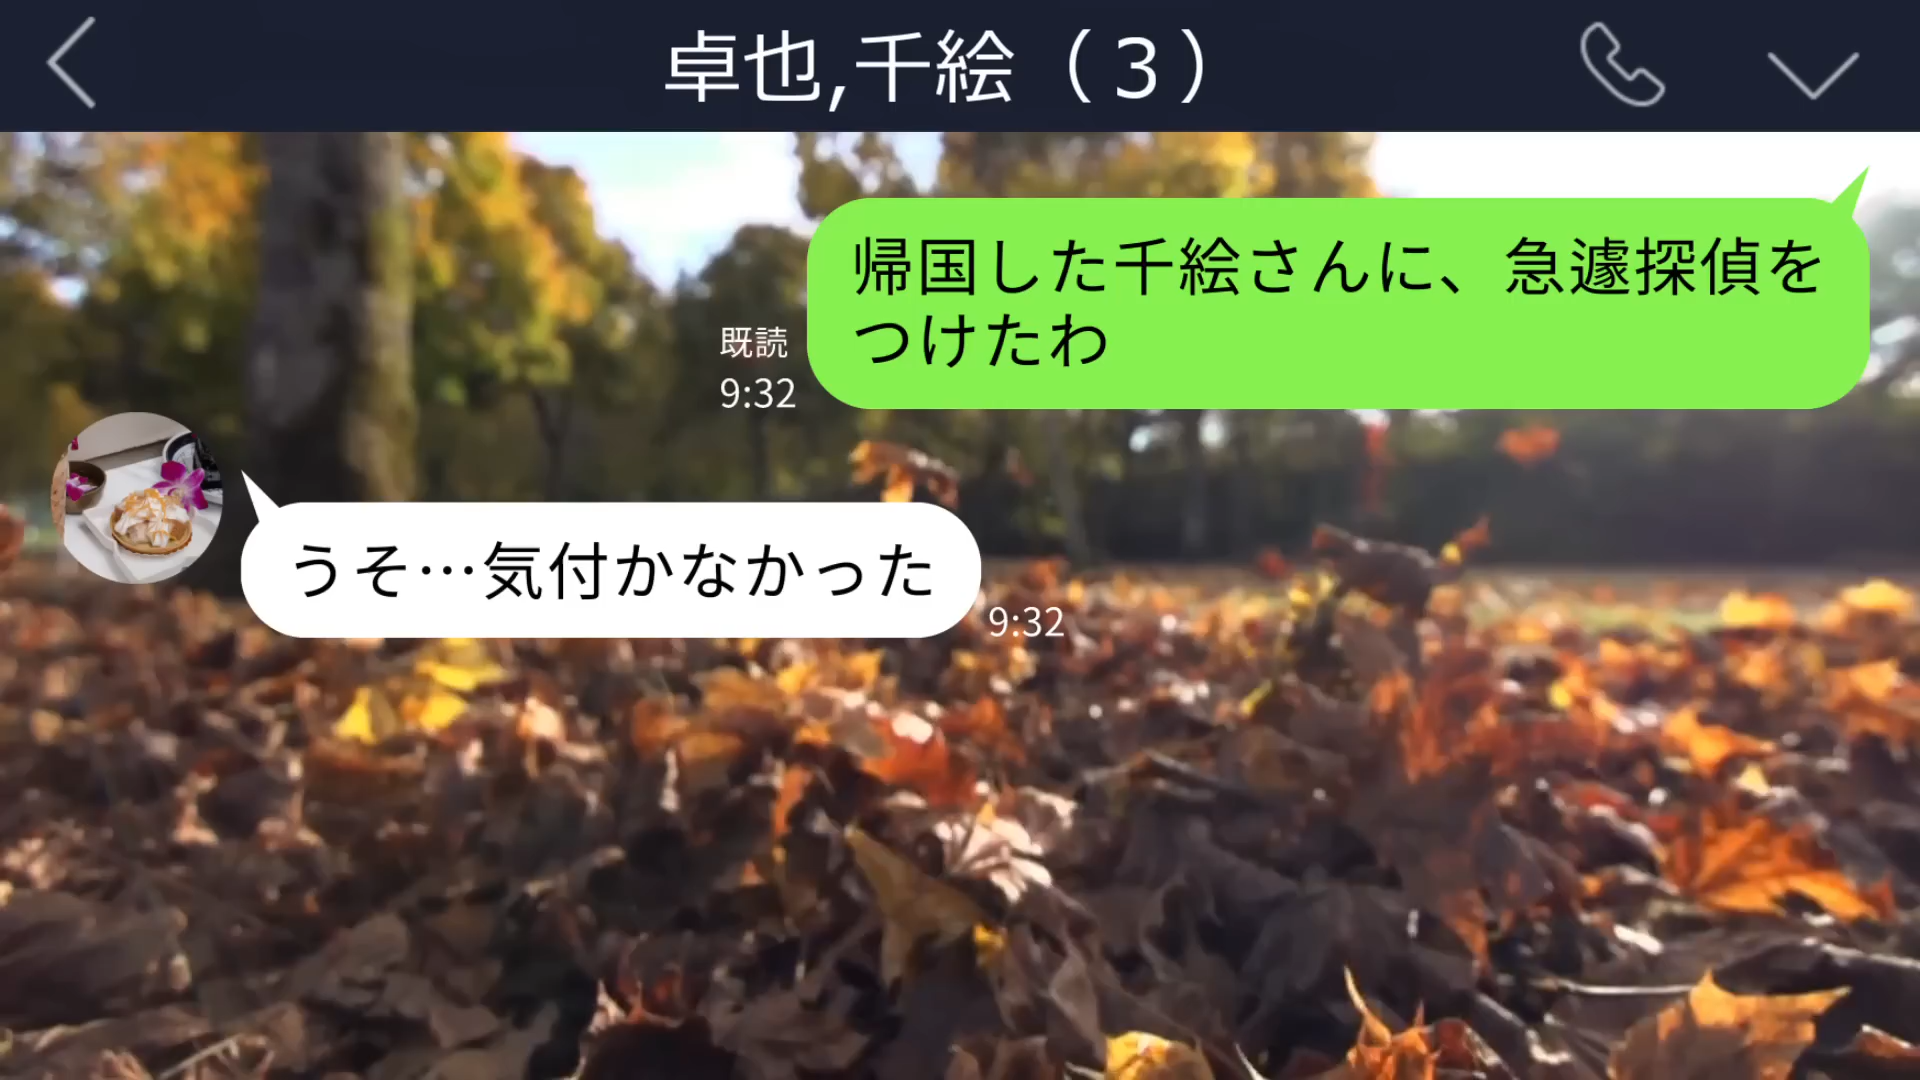 卓也,千絵（3）
帰国した千絵さんに、急遽探偵を
つけたわ
既読
9:32
うそ…気付かなかった
9:32